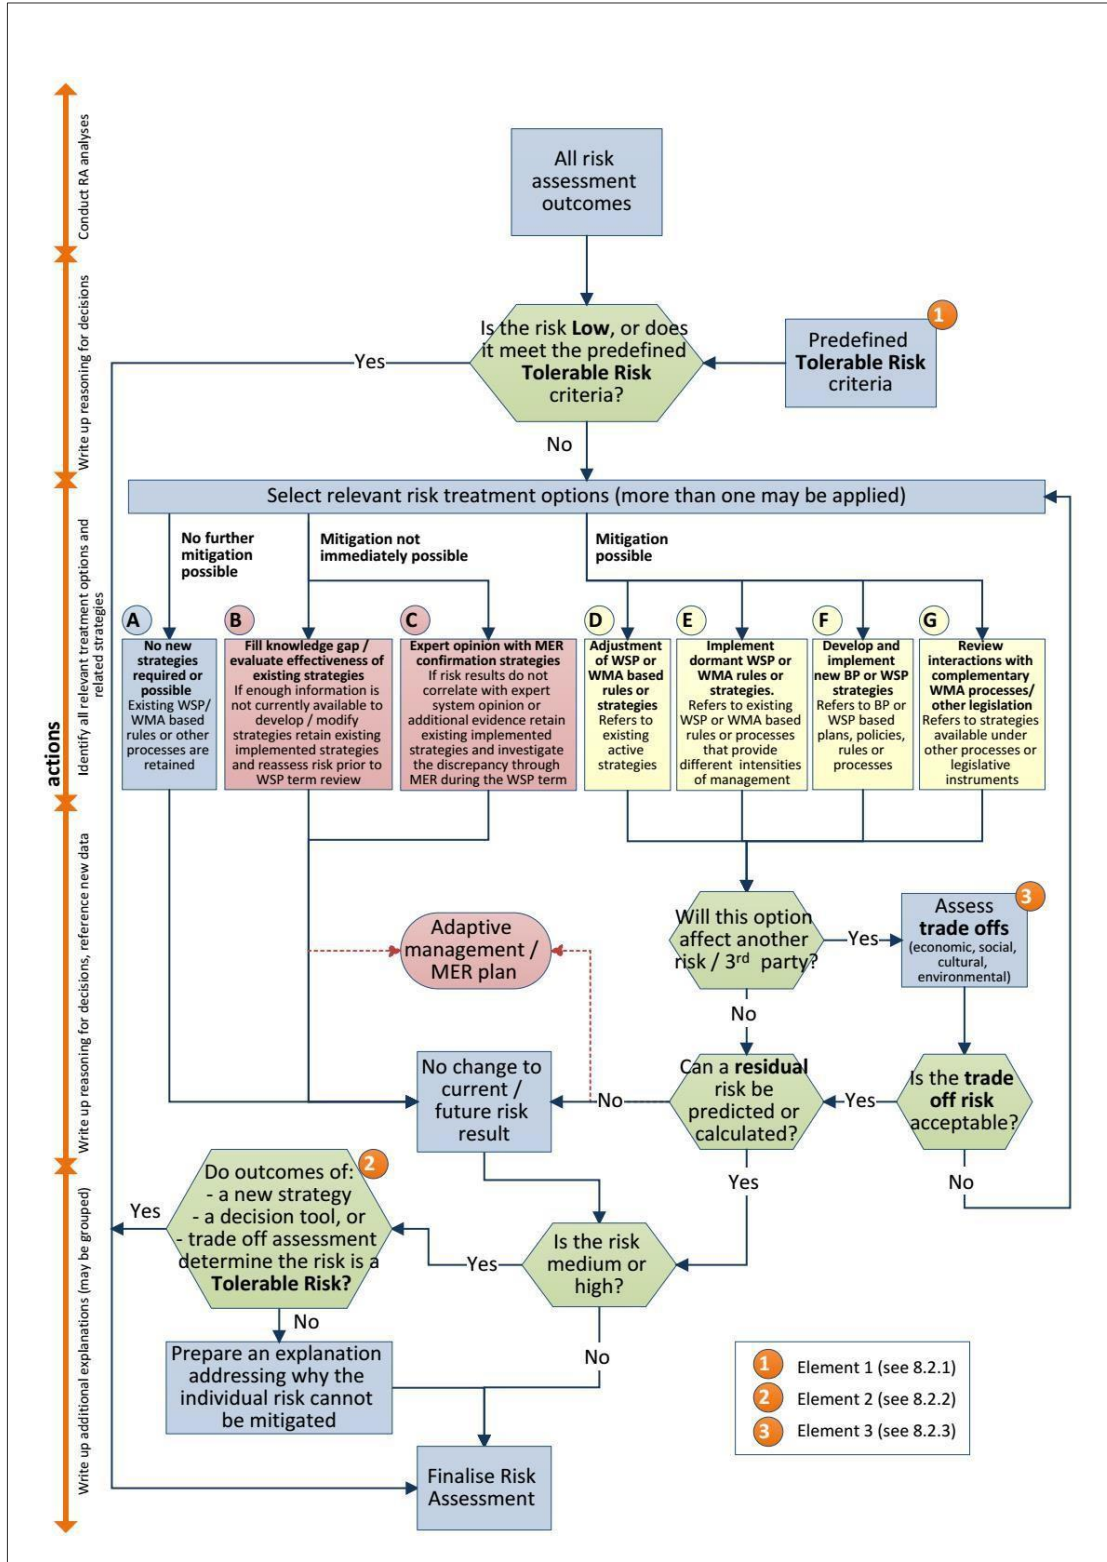 All risk
assessment
outcomes
Is the risk Low, or does
it meet the predefined
Tolerable Risk
criteria?
1
Predefined
Tolerable Risk
criteria
Yes
No
Select relevant risk treatment options (more than one may be applied)
No further
mitigation
possible
Mitigation not
immediately possible
Mitigation
possible
A
No new
strategies
required or
possible
Existing WSP/
WMA based
rules or other
processes are
retained
B
Fill knowledge gap /
evaluate effectiveness of
existing strategies
If enough information is
not currently available to
develop / modify
strategies retain existing
implemented strategies
and reassess risk prior to
WSP term review
C
Expert opinion with MER
confirmation strategies
If risk results do not
correlate with expert
system opinion or
additional evidence retain
existing implemented
strategies and investigate
the discrepancy through
MER during the WSP term
D
Adjustment
of WSP or
WMA based
rules or
strategies
Refers to
existing
active
strategies
E
Implement
dormant WSP or
WMA rules or
strategies.
Refers to existing
WSP or WMA based
rules or processes
that provide
different intensities
of management
F
Develop and
implement
new BP or WSP
strategies
Refers to BP or
WSP based
plans, policies,
rules or
processes
G
Review
interactions with
complementary
WMA processes/
other legislation
Refers to strategies
available under
other processes or
legislative
instruments
Will this option
affect another
risk / 3rd party?
Yes
3
Assess
trade offs
(economic, social,
cultural,
environmental)
Adaptive
management /
MER plan
No
No change to
current /
future risk
result
No
Can a residual
risk be
predicted or
calculated?
Yes
Is the trade
off risk
acceptable?
Yes
No
2
Do outcomes of:
- a new strategy
- a decision tool, or
- trade off assessment
determine the risk is a
Tolerable Risk?
Yes
Yes
Is the risk
medium or
high?
No
No
Prepare an explanation
addressing why the
individual risk cannot
be mitigated
Finalise Risk
Assessment
1 Element 1 (see 8.2.1)
2 Element 2 (see 8.2.2)
3 Element 3 (see 8.2.3)
actions
Conduct RA analyses
Write up reasoning for decisions
Identify all relevant treatment options and
related strategies
Write up reasoning for decisions, reference new data
Write up additional explanations (may be grouped)